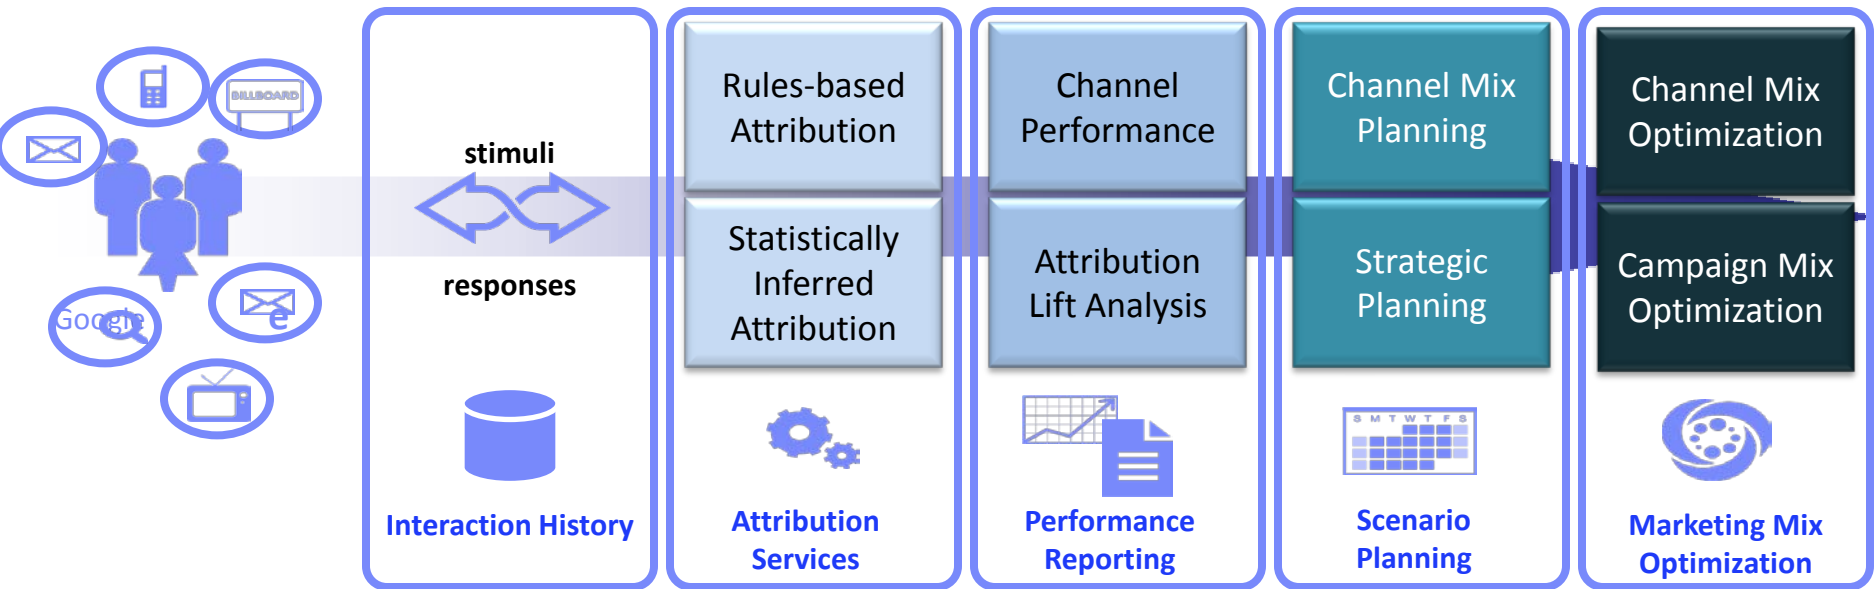 BILLBOARD
Google
e
stimuli
responses
Interaction History
Rules-based
Attribution
Statistically
Inferred
Attribution
Attribution
Services
Channel
Performance
Attribution
Lift Analysis
Performance
Reporting
Channel Mix
Planning
Strategic
Planning
S M T W T F S
Scenario
Planning
Channel Mix
Optimization
Campaign Mix
Optimization
Marketing Mix
Optimization